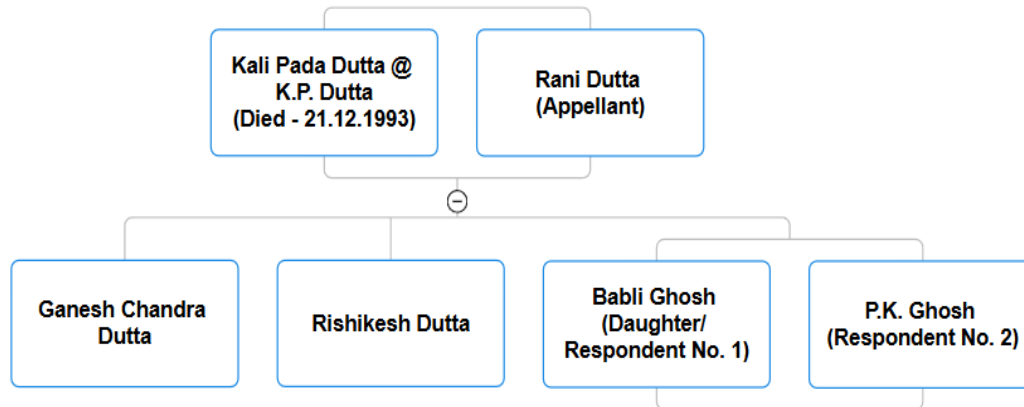 Kali Pada Dutta @
K.P. Dutta
(Died - 21.12.1993)
Rani Dutta
(Appellant)
Ganesh Chandra
Dutta
Rishikesh Dutta
Babli Ghosh
(Daughter/
Respondent No. 1)
P.K. Ghosh
(Respondent No. 2)